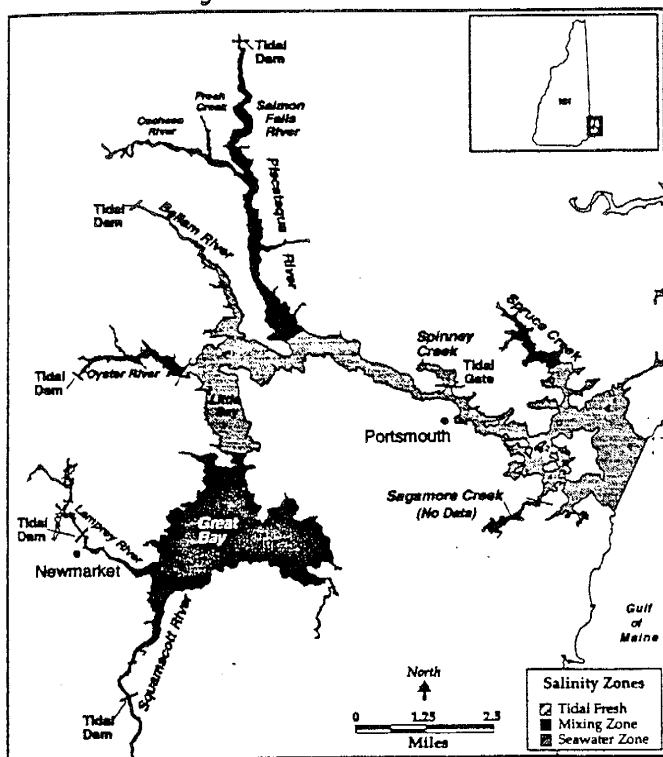 Tidal
Dam
NH
Fresh
Creek
Salmon
Falls
River
Cocheco
River
Piscataqua
River
Tidal
Dam
Bellam River
Spruce Creek
Spinney
Creek
Tidal
Gate
Tidal
Dam
Oyster River
Little
Bay
Portsmouth
Sagamore Creek
(No Data)
Great
Bay
Tidal
Dam
Lamprey River
Newmarket
Squamscott River
Tidal
Dam
Gulf
of
Maine
North
0 1.25 2.5
Miles
Salinity Zones
Tidal Fresh
Mixing Zone
Seawater Zone